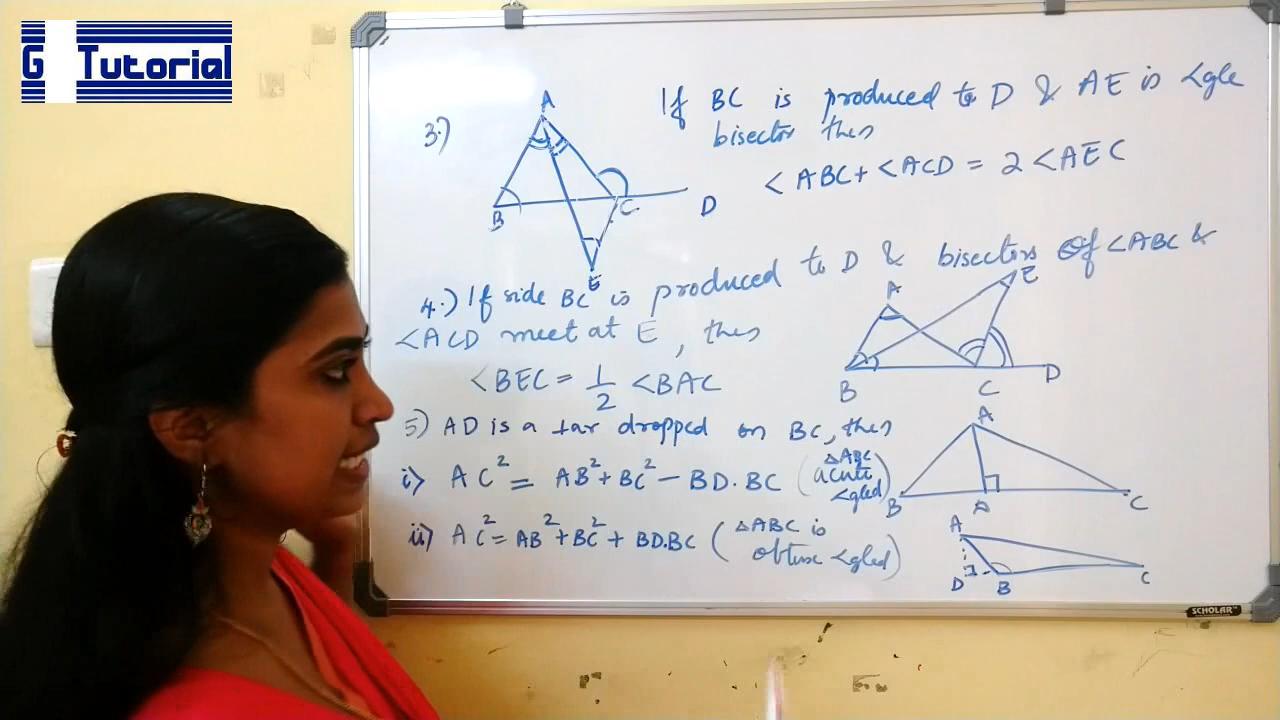 G Tutorial
3.)
A
B
C
D
E
If BC is produced to D & AE is <gle
bisector then
<ABC + <ACD = 2 <AEC
4.) If side BC is produced to D & bisectors of <ABC &
<ACD meet at E, then
<BEC = 1/2 <BAC
A
B
C
D
E
5) AD is a tar dropped on BC, then
i) AC² = AB² + BC² - BD.BC (△ABC
acute
<gled)
A
B
D
C
ii) AC² = AB² + BC² + BD.BC (△ABC is
obtuse <gled)
A
D
B
C
SCHOLAR